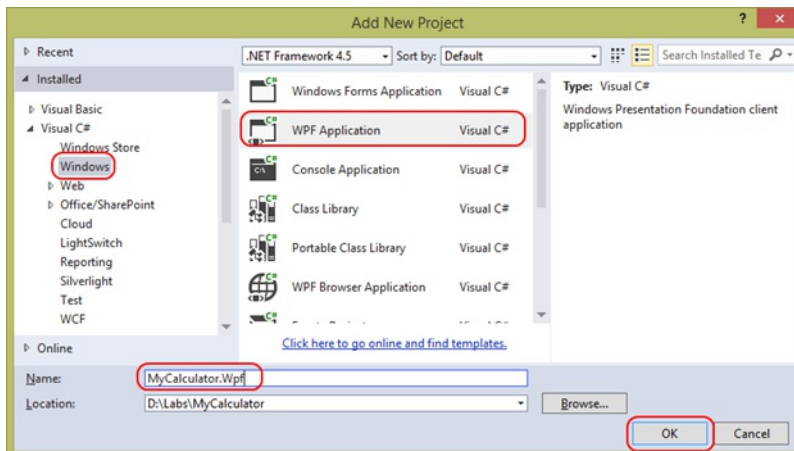 Add New Project
? ×
Recent
.NET Framework 4.5 Sort by: Default
Search Installed Te
Installed
Visual Basic
Visual C#
Windows Store
Windows
Web
Office/SharePoint
Cloud
LightSwitch
Reporting
Silverlight
Test
WCF
Online
Windows Forms Application Visual C#
WPF Application Visual C#
Console Application Visual C#
Class Library Visual C#
Portable Class Library Visual C#
WPF Browser Application Visual C#
Click here to go online and find templates.
Type: Visual C#
Windows Presentation Foundation client
application
Name: MyCalculator.Wpf
Location: D:\Labs\MyCalculator
Browse...
OK Cancel